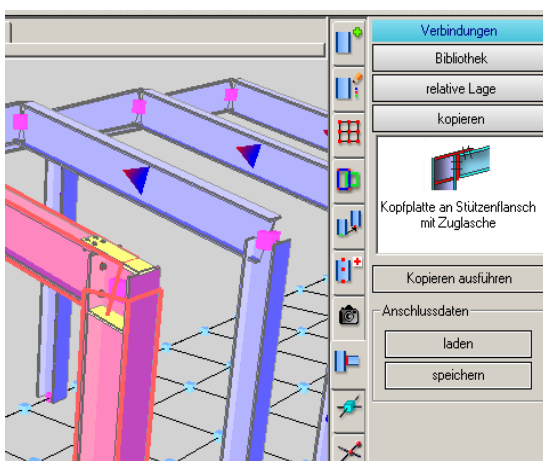 Verbindungen
Bibliothek
relative Lage
kopieren
Kopfplatte an Stützenflansch
mit Zuglasche
Kopieren ausführen
Anschlussdaten
laden
speichern